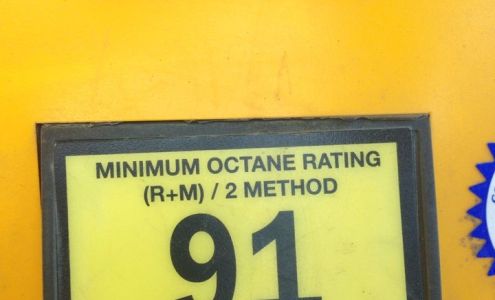 MINIMUM OCTANE RATING
(R+M) / 2 METHOD
91